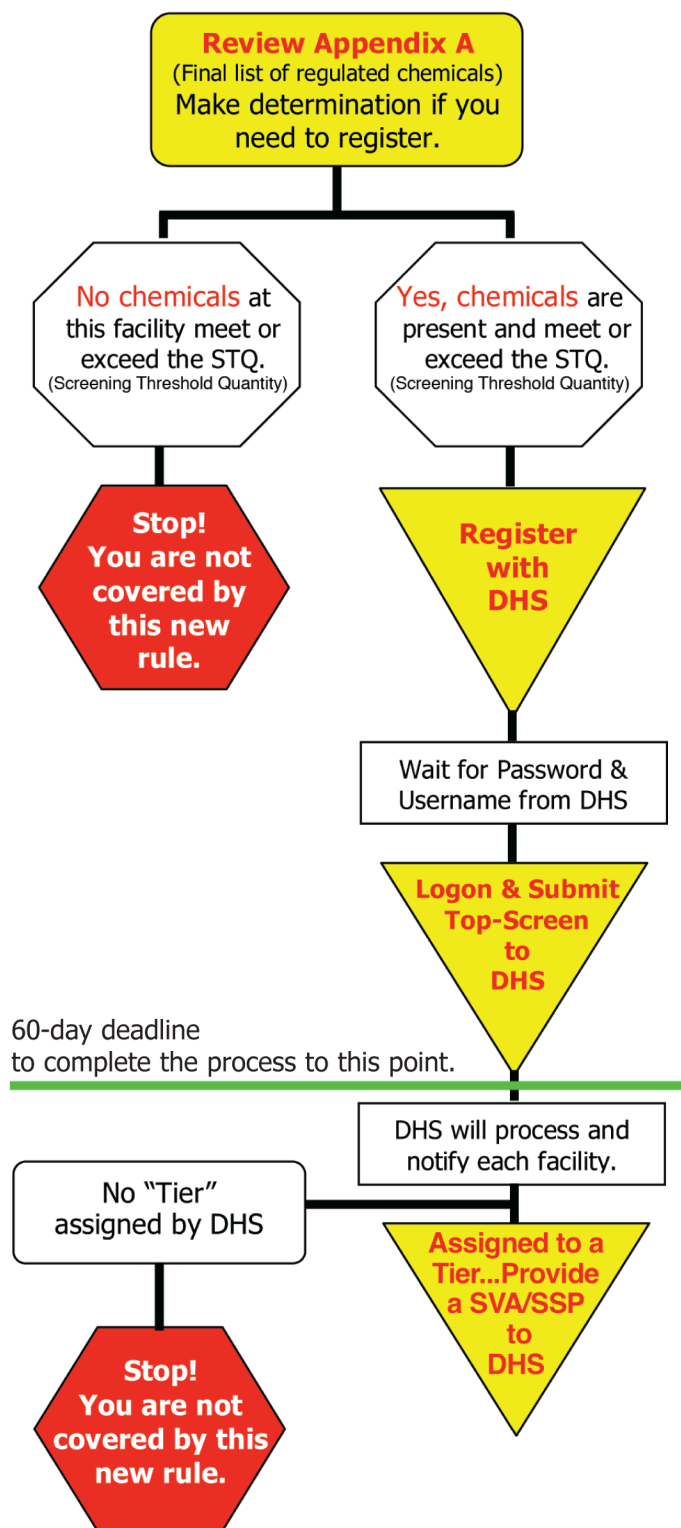 Review Appendix A
(Final list of regulated chemicals)
Make determination if you
need to register.
No chemicals at
this facility meet or
exceed the STQ.
(Screening Threshold Quantity)
Yes, chemicals are
present and meet or
exceed the STQ.
(Screening Threshold Quantity)
Stop!
You are not
covered by
this new
rule.
Register
with
DHS
Wait for Password &
Username from DHS
Logon & Submit
Top-Screen
to
DHS
60-day deadline
to complete the process to this point.
DHS will process and
notify each facility.
No “Tier”
assigned by DHS
Assigned to a
Tier...Provide
a SVA/SSP
to
DHS
Stop!
You are not
covered by this
new rule.